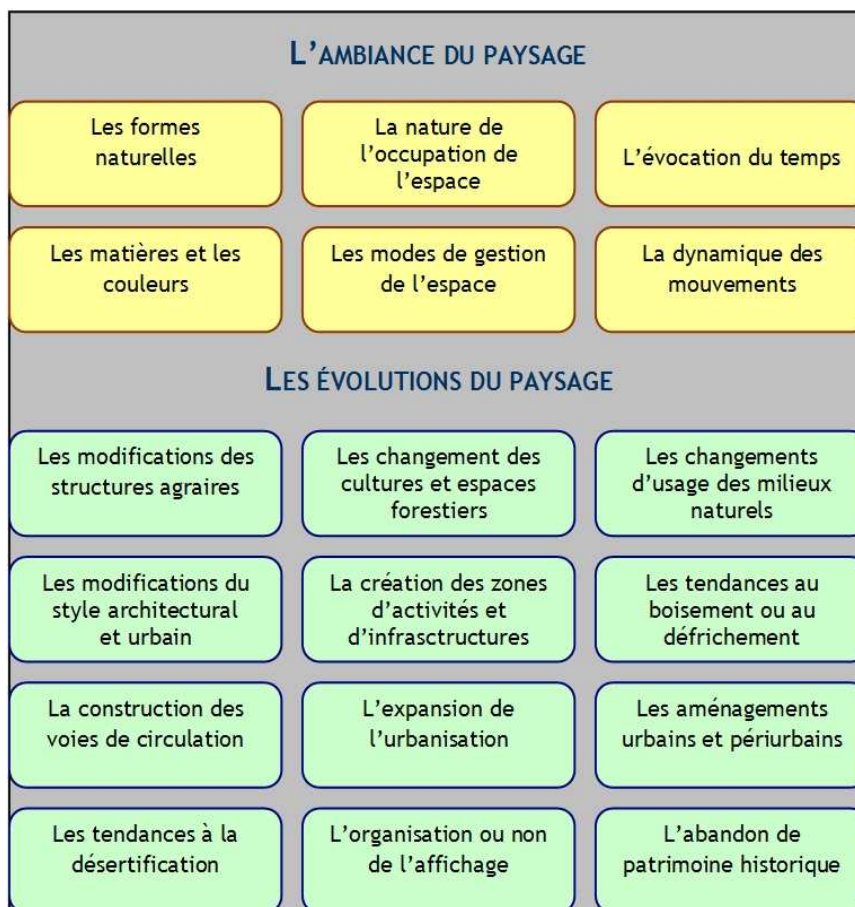 L'AMBIANCE DU PAYSAGE
Les formes
naturelles
La nature de
l'occupation de
l'espace
L'évocation du temps
Les matières et les
couleurs
Les modes de gestion
de l'espace
La dynamique des
mouvements
LES ÉVOLUTIONS DU PAYSAGE
Les modifications des
structures agraires
Les changement des
cultures et espaces
forestiers
Les changements
d'usage des milieux
naturels
Les modifications du
style architectural
et urbain
La création des zones
d'activités et
d'infrasctructures
Les tendances au
boisement ou au
défrichement
La construction des
voies de circulation
L'expansion de
l'urbanisation
Les aménagements
urbains et périurbains
Les tendances à la
désertification
L'organisation ou non
de l'affichage
L'abandon de
patrimoine historique